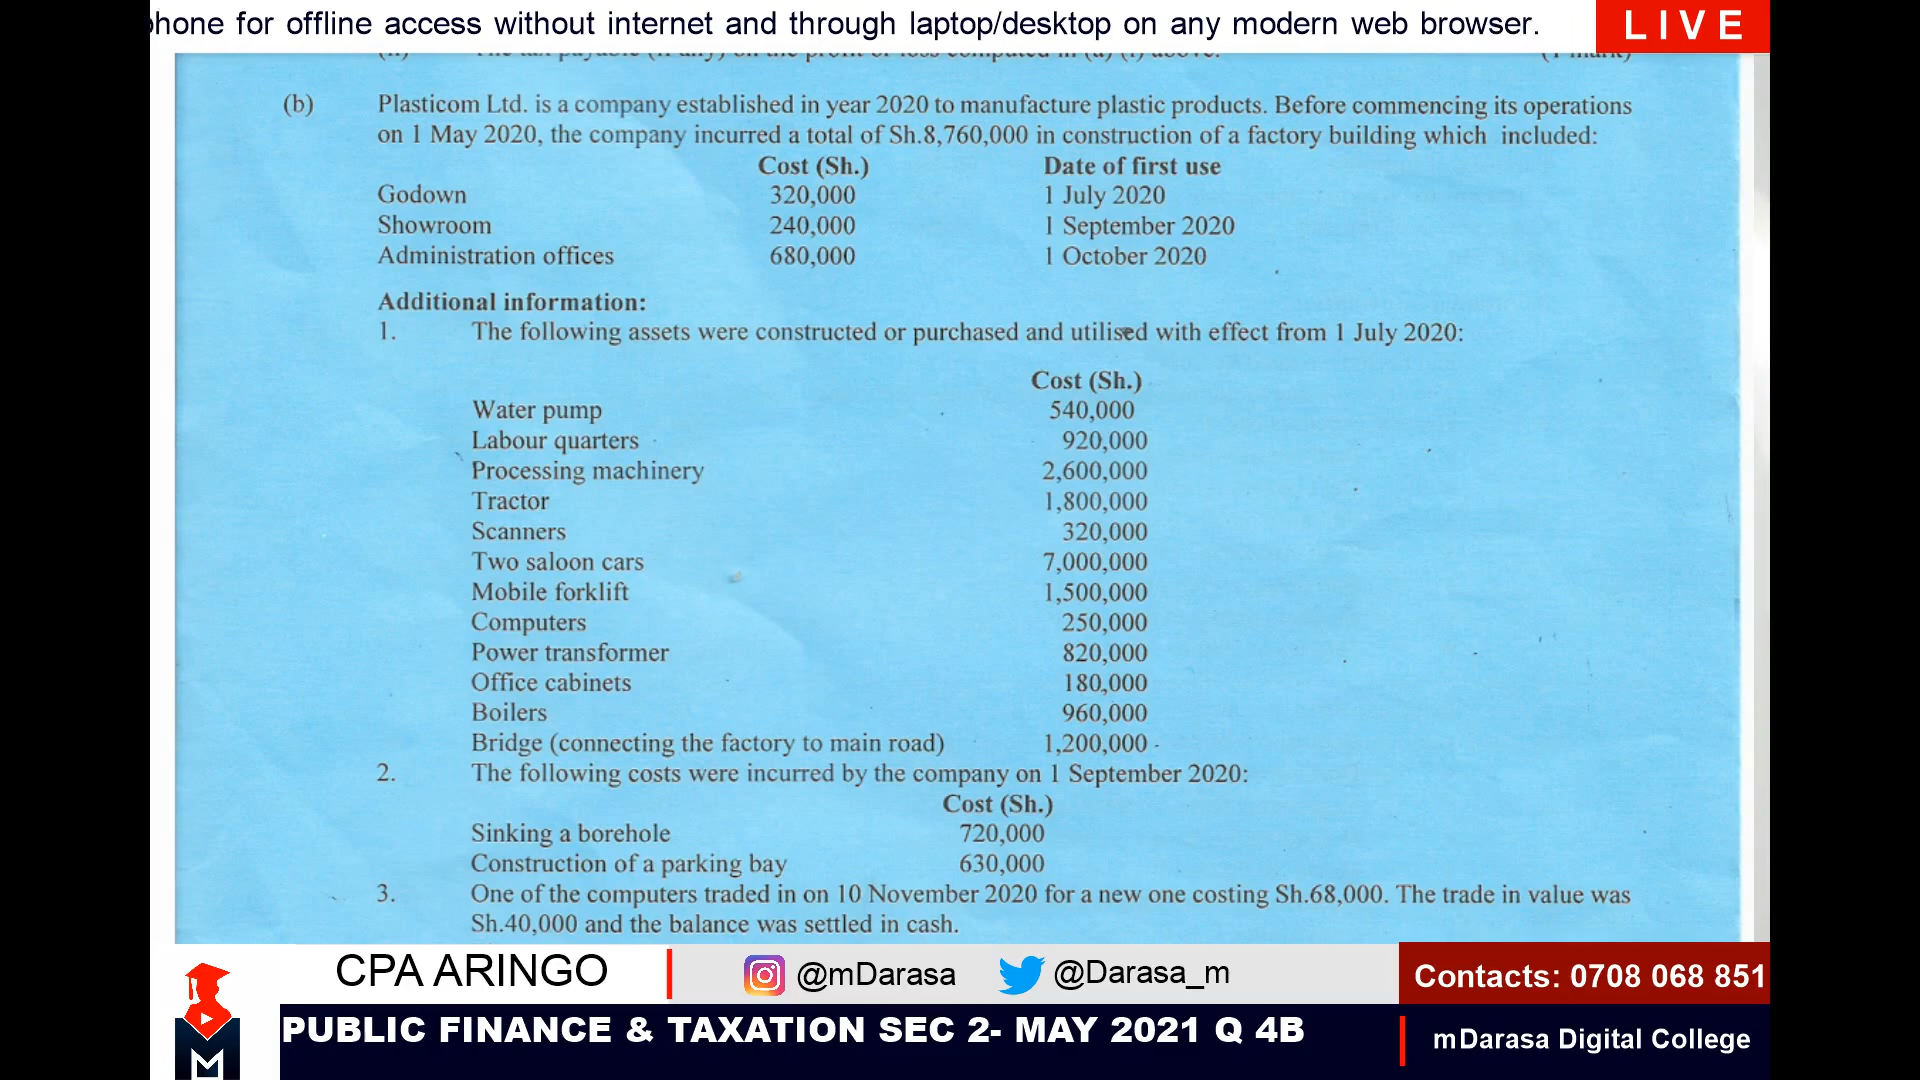 phone for offline access without internet and through laptop/desktop on any modern web browser.
LIVE
(b) Plasticom Ltd. is a company established in year 2020 to manufacture plastic products. Before commencing its operations
on 1 May 2020, the company incurred a total of Sh.8,760,000 in construction of a factory building which included:
Cost (Sh.) Date of first use
Godown 320,000 1 July 2020
Showroom 240,000 1 September 2020
Administration offices 680,000 1 October 2020
Additional information:
1. The following assets were constructed or purchased and utilised with effect from 1 July 2020:
Cost (Sh.)
Water pump 540,000
Labour quarters 920,000
Processing machinery 2,600,000
Tractor 1,800,000
Scanners 320,000
Two saloon cars 7,000,000
Mobile forklift 1,500,000
Computers 250,000
Power transformer 820,000
Office cabinets 180,000
Boilers 960,000
Bridge (connecting the factory to main road) 1,200,000
2. The following costs were incurred by the company on 1 September 2020:
Cost (Sh.)
Sinking a borehole 720,000
Construction of a parking bay 630,000
3. One of the computers traded in on 10 November 2020 for a new one costing Sh.68,000. The trade in value was
Sh.40,000 and the balance was settled in cash.
CPA ARINGO @mDarasa @Darasa_m Contacts: 0708 068 851
PUBLIC FINANCE & TAXATION SEC 2- MAY 2021 Q 4B
mDarasa Digital College
M